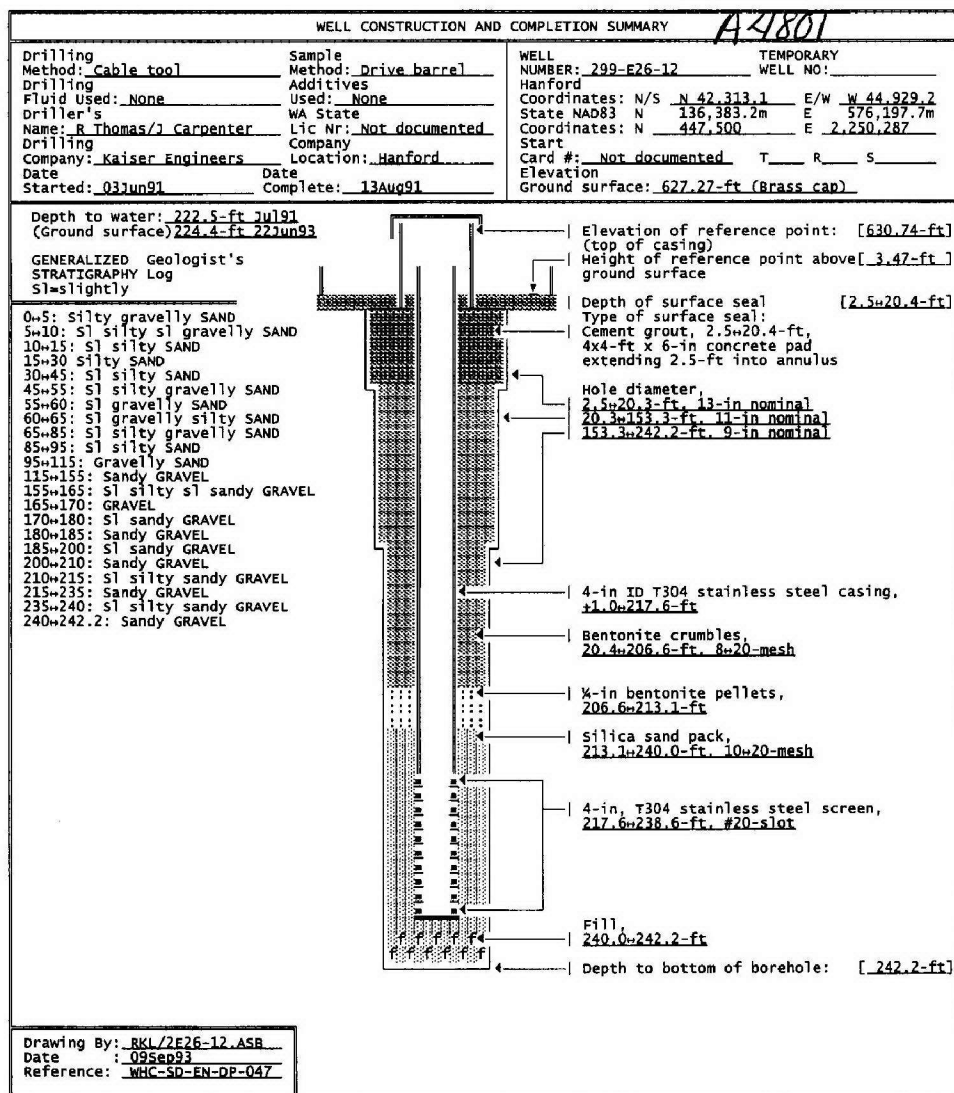 WELL CONSTRUCTION AND COMPLETION SUMMARY
A4801
Drilling Method: Cable tool
Sample Method: Drive barrel
Drilling Fluid Used: None
Additives Used: None
Driller's Name: R Thomas/J Carpenter
WA State Lic Nr: Not documented
Drilling Company: Kaiser Engineers
Company Location: Hanford
Date Started: 03Jun91
Date Complete: 13Aug91
WELL NUMBER: 299-E26-12
TEMPORARY WELL NO:
Hanford Coordinates: N/S N 42,313.1 E/W W 44,929.2
State NAD83 N 136,383.2m E 576,197.7m
Coordinates: N 447,500 E 2,250,287
Start Card #: Not documented T R S
Elevation
Ground surface: 627.27-ft (Brass cap)
Depth to water: 222.5-ft Jul91
(Ground surface) 224.4-ft 22Jun93
GENERALIZED Geologist's
STRATIGRAPHY Log
Sl=slightly
0↔5: Silty gravelly SAND
5↔10: Sl silty sl gravelly SAND
10↔15: Sl silty SAND
15↔30 Silty SAND
30↔45: Sl silty SAND
45↔55: Sl silty gravelly SAND
55↔60: Sl gravelly SAND
60↔65: Sl gravelly silty SAND
65↔85: Sl silty gravelly SAND
85↔95: Sl silty SAND
95↔115: Gravelly SAND
115↔155: Sandy GRAVEL
155↔165: Sl silty sl sandy GRAVEL
165↔170: GRAVEL
170↔180: Sl sandy GRAVEL
180↔185: Sandy GRAVEL
185↔200: Sl sandy GRAVEL
200↔210: Sandy GRAVEL
210↔215: Sl silty sandy GRAVEL
215↔235: Sandy GRAVEL
235↔240: Sl silty sandy GRAVEL
240↔242.2: Sandy GRAVEL
Elevation of reference point: [630.74-ft]
(top of casing)
Height of reference point above[ 3.47-ft ]
ground surface
Depth of surface seal [2.5↔20.4-ft]
Type of surface seal:
Cement grout, 2.5↔20.4-ft,
4x4-ft x 6-in concrete pad
extending 2.5-ft into annulus
Hole diameter,
2.5↔20.3-ft, 13-in nominal
20.3↔153.3-ft, 11-in nominal
153.3↔242.2-ft, 9-in nominal
4-in ID T304 stainless steel casing,
+1.0↔217.6-ft
Bentonite crumbles,
20.4↔206.6-ft, 8↔20-mesh
¼-in bentonite pellets,
206.6↔213.1-ft
Silica sand pack,
213.1↔240.0-ft, 10↔20-mesh
4-in, T304 stainless steel screen,
217.6↔238.6-ft, #20-slot
Fill,
240.0↔242.2-ft
f f f f f f
f f f f f f f
Depth to bottom of borehole: [ 242.2-ft]
Drawing By: RKL/2E26-12.ASB
Date : 09Sep93
Reference: WHC-SD-EN-DP-047